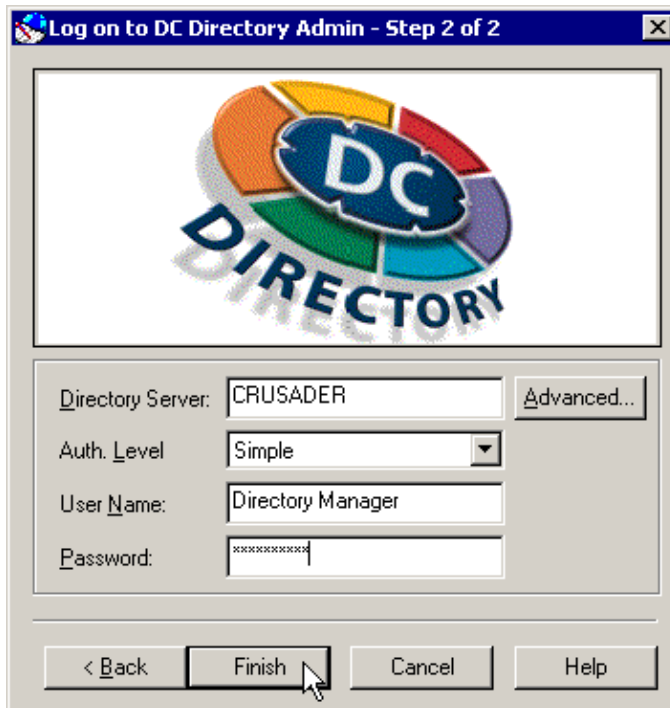 Log on to DC Directory Admin - Step 2 of 2
DC
DIRECTORY
Directory Server: CRUSADER Advanced...
Auth. Level Simple
User Name: Directory Manager
Password: **********
< Back Finish Cancel Help